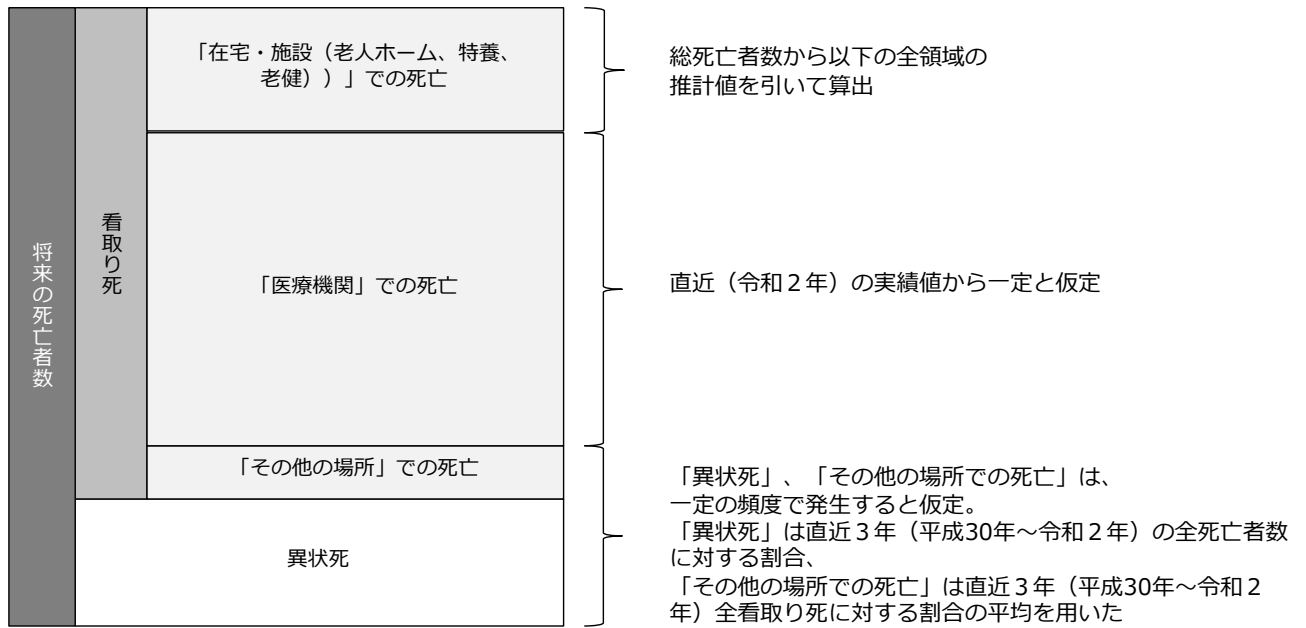 将来の死亡者数
看取り死
「在宅・施設（老人ホーム、特養、
老健））」での死亡
総死亡者数から以下の全領域の
推計値を引いて算出
「医療機関」での死亡
直近（令和２年）の実績値から一定と仮定
「その他の場所」での死亡
異状死
「異状死」、「その他の場所での死亡」は、
一定の頻度で発生すると仮定。
「異状死」は直近３年（平成30年～令和２年）の全死亡者数
に対する割合、
「その他の場所での死亡」は直近３年（平成30年～令和２
年）全看取り死に対する割合の平均を用いた